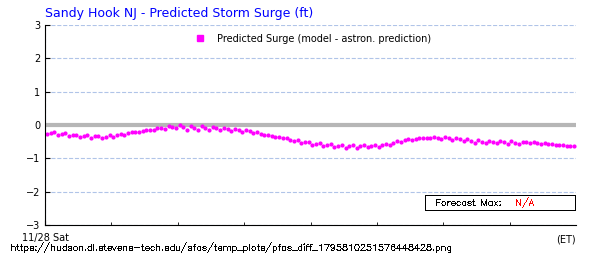 Sandy Hook NJ - Predicted Storm Surge (ft)
Predicted Surge (model - astron. prediction)
3
2
1
0
−1
−2
−3
Forecast Max: N/A
11/28 Sat
(ET)
https://hudson.dl.stevens-tech.edu/sfas/temp_plots/pfas_diff_1795810251576448428.png